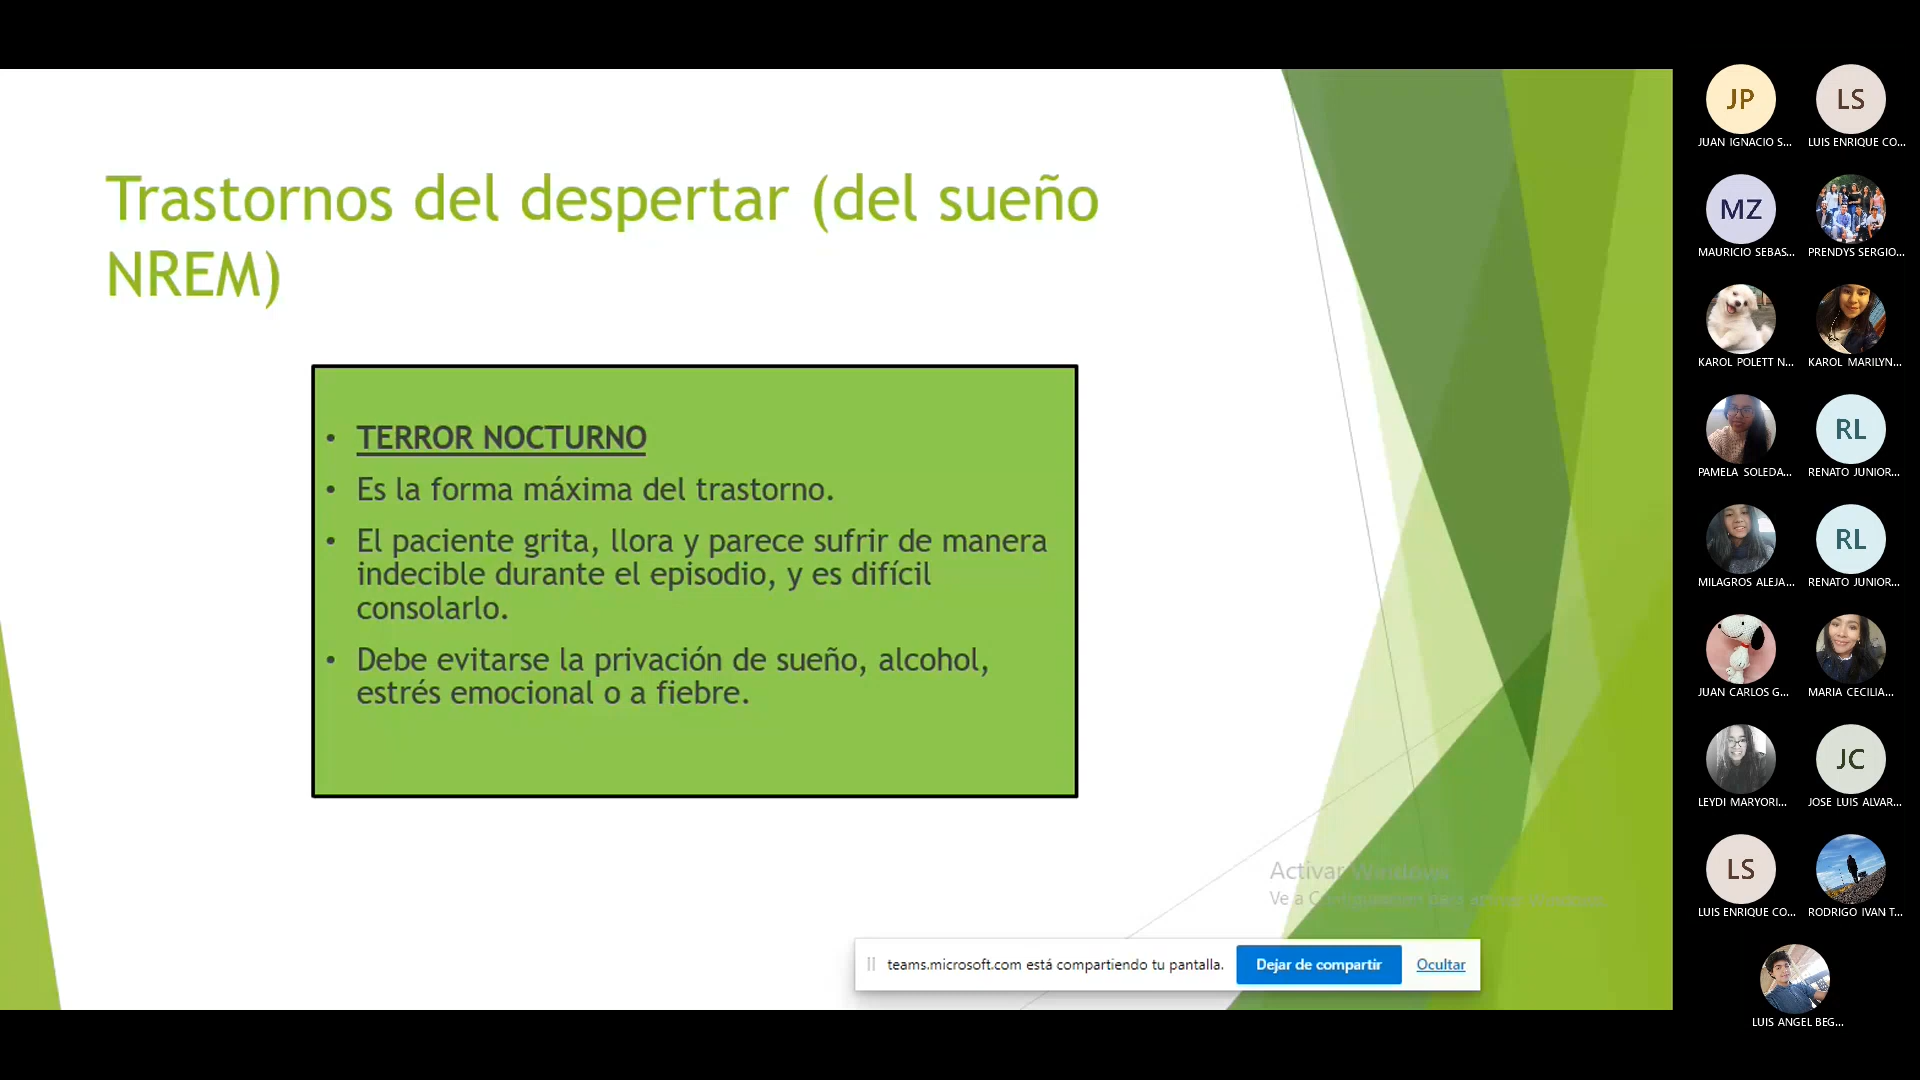 Trastornos del despertar (del sueño
NREM)
• TERROR NOCTURNO
• Es la forma máxima del trastorno.
• El paciente grita, llora y parece sufrir de manera
indecible durante el episodio, y es difícil
consolarlo.
• Debe evitarse la privación de sueño, alcohol,
estrés emocional o a fiebre.
Activar Windows
Ve a Configuración para activar Windows.
teams.microsoft.com está compartiendo tu pantalla.
Dejar de compartir
Ocultar
JP
LS
JUAN IGNACIO S...
LUIS ENRIQUE CO...
MZ
MAURICIO SEBAS...
PRENDYS SERGIO...
KAROL POLETT N...
KAROL MARILYN...
RL
PAMELA SOLEDA...
RENATO JUNIOR...
RL
MILAGROS ALEJA...
RENATO JUNIOR...
JUAN CARLOS G...
MARIA CECILIA...
JC
LEYDI MARYORI...
JOSE LUIS ALVAR...
LS
LUIS ENRIQUE CO...
RODRIGO IVAN T...
LUIS ANGEL BEG...